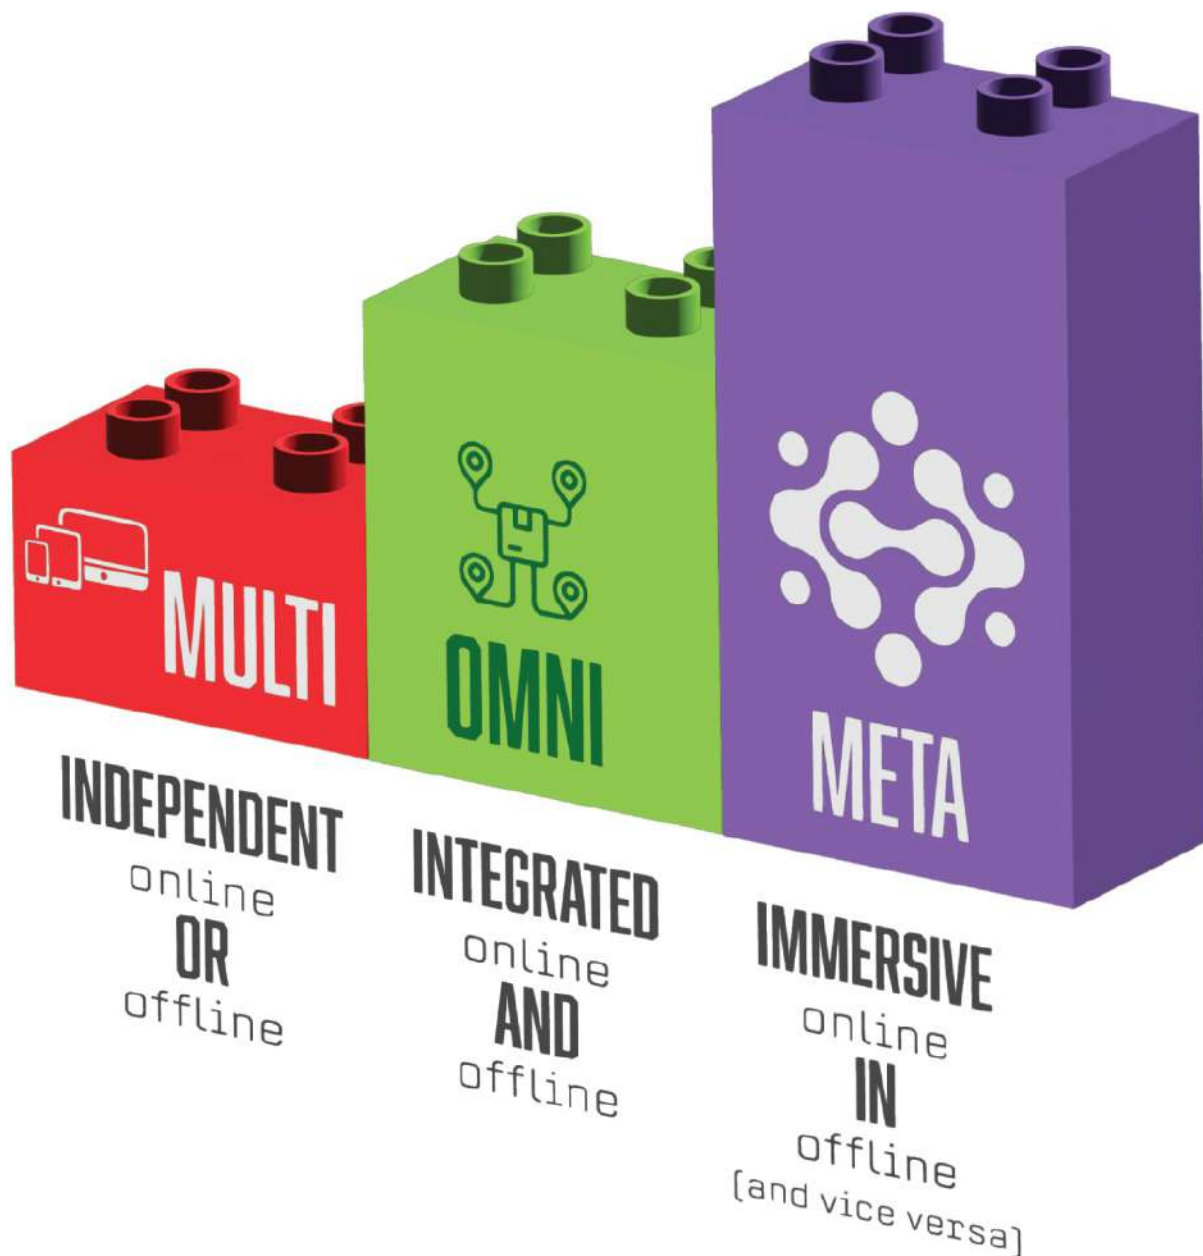 MULTI
OMNI
META
INDEPENDENT
online
OR
offline
INTEGRATED
online
AND
offline
IMMERSIVE
online
IN
offline
(and vice versa)